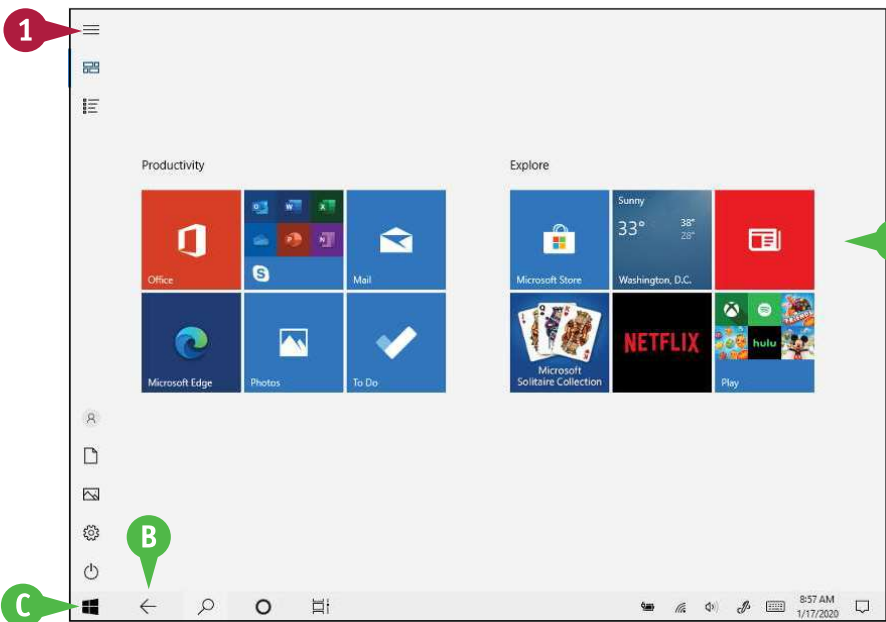 1
Productivity
Explore
Office
S
Mail
Microsoft Store
Sunny
33°
38°
28°
Washington, D.C.
Microsoft Edge
Photos
To Do
Microsoft
Solitaire Collection
NETFLIX
hulu
Play
B
C
8:57 AM
1/17/2020